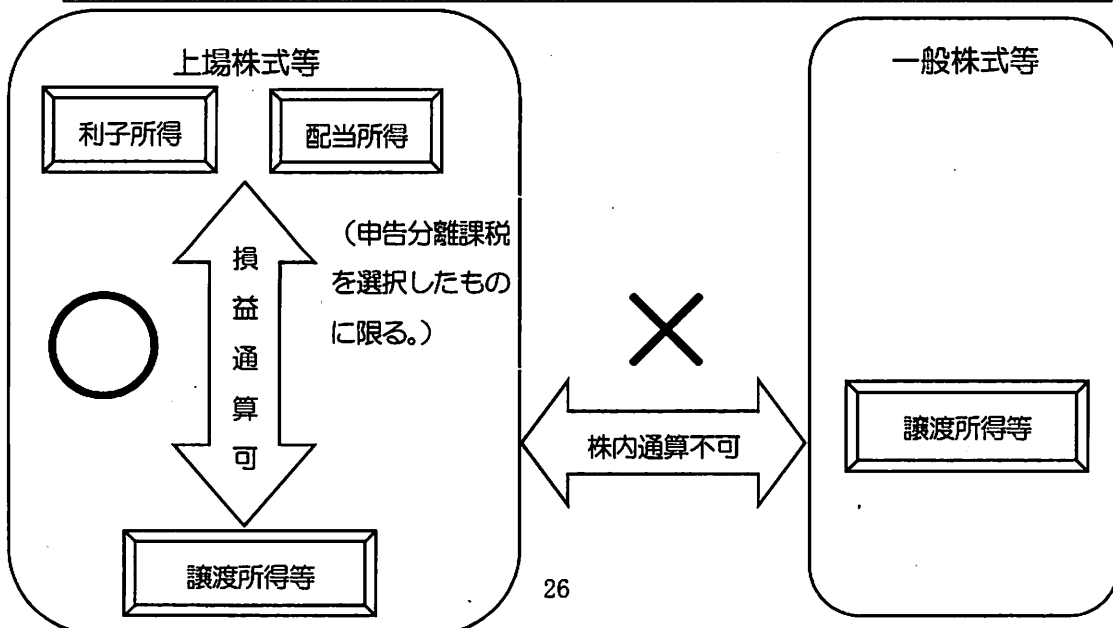 上場株式等
利子所得
配当所得
損益通算可
（申告分離課税
を選択したもの
に限る。）
譲渡所得等
株内通算不可
一般株式等
譲渡所得等
26